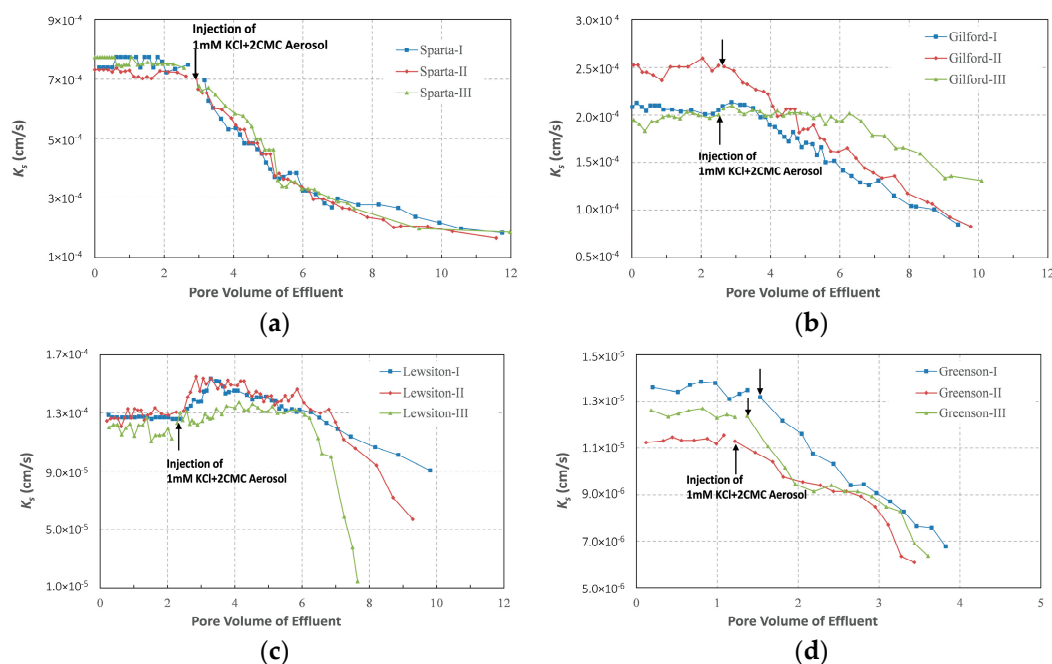 9×10⁻⁴
7×10⁻⁴
5×10⁻⁴
3×10⁻⁴
1×10⁻⁴
Kₛ (cm/s)
Injection of
1mM KCl+2CMC Aerosol
Sparta-I
Sparta-II
Sparta-III
0 2 4 6 8 10 12
Pore Volume of Effluent
(a)
3.0×10⁻⁴
2.5×10⁻⁴
2.0×10⁻⁴
1.5×10⁻⁴
1.0×10⁻⁴
0.5×10⁻⁴
Kₛ (cm/s)
Gilford-I
Gilford-II
Gilford-III
Injection of
1mM KCl+2CMC Aerosol
0 2 4 6 8 10 12
Pore Volume of Effluent
(b)
1.7×10⁻⁴
1.3×10⁻⁴
9.0×10⁻⁵
5.0×10⁻⁵
1.0×10⁻⁵
Kₛ (cm/s)
Lewsiton-I
Lewsiton-II
Lewsiton-III
Injection of
1mM KCl+2CMC Aerosol
0 2 4 6 8 10 12
Pore Volume of Effluent
(c)
1.5×10⁻⁵
1.3×10⁻⁵
1.1×10⁻⁵
9.0×10⁻⁶
7.0×10⁻⁶
5.0×10⁻⁶
Kₛ (cm/s)
Greenson-I
Greenson-II
Greenson-III
Injection of
1mM KCl+2CMC Aerosol
0 1 2 3 4 5
Pore Volume of Effluent
(d)